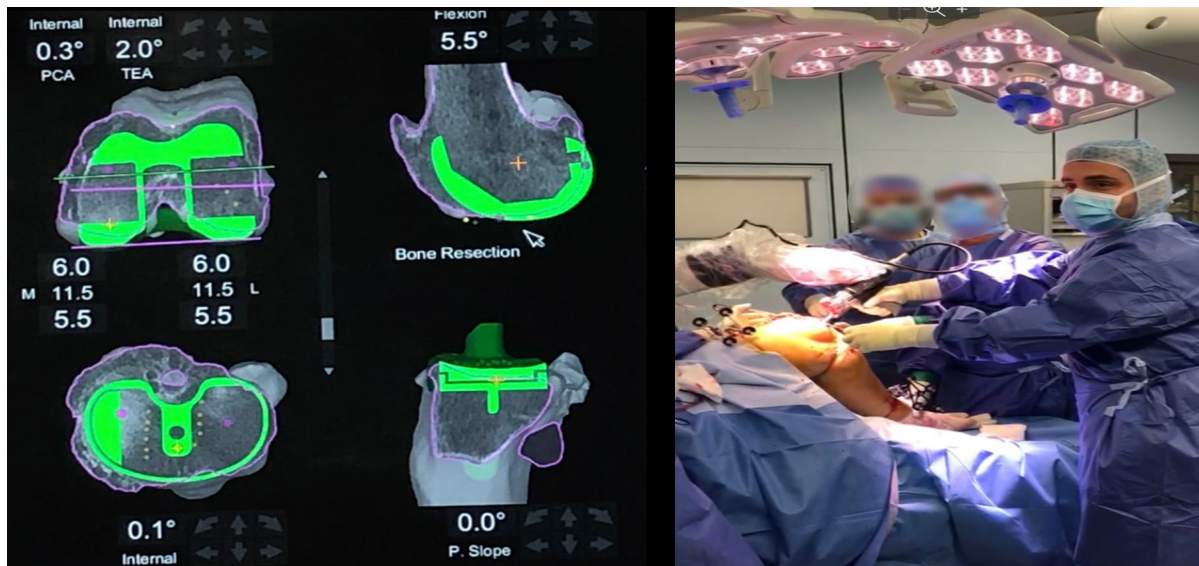 Internal Internal
0.3° 2.0°
PCA TEA
Flexion
5.5°
Bone Resection
6.0 6.0
M 11.5 11.5 L
5.5 5.5
0.1°
Internal
0.0°
P. Slope